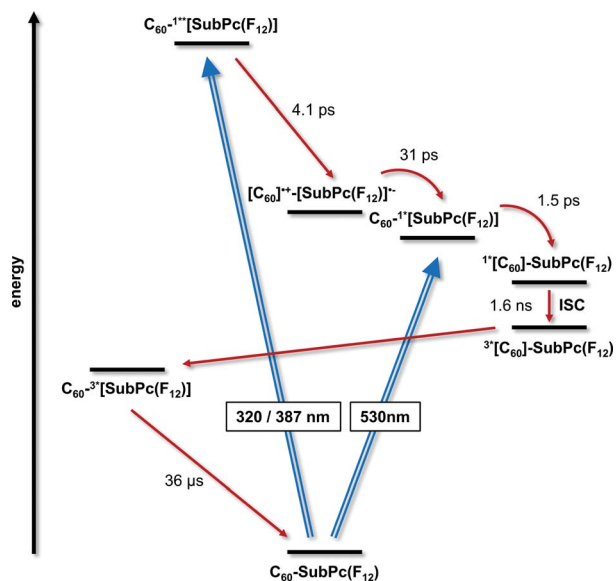 C₆₀-¹**[SubPc(F₁₂)]
4.1 ps
31 ps
[C₆₀]•⁺-[SubPc(F₁₂)]•⁻
1.5 ps
C₆₀-¹*[SubPc(F₁₂)]
energy
¹*[C₆₀]-SubPc(F₁₂)
1.6 ns
ISC
³*[C₆₀]-SubPc(F₁₂)
C₆₀-³*[SubPc(F₁₂)]
320 / 387 nm
530nm
36 µs
C₆₀-SubPc(F₁₂)